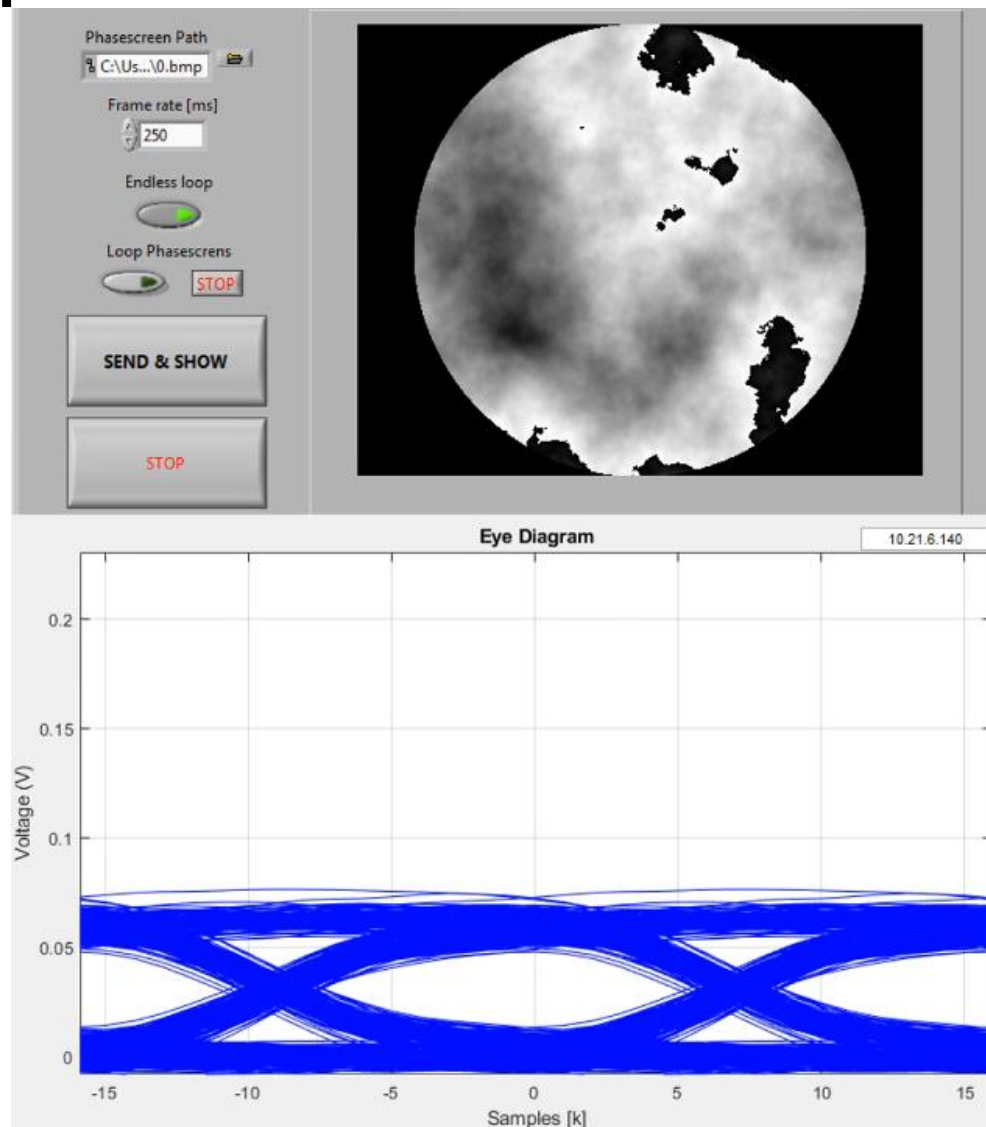 Phasescreen Path
C:\Us...\0.bmp
Frame rate [ms]
250
Endless loop
Loop Phasescrens
STOP
SEND & SHOW
STOP
Eye Diagram
10.21.6.140
0.2
0.15
0.1
0.05
0
Voltage (V)
-15 -10 -5 0 5 10 15
Samples [k]